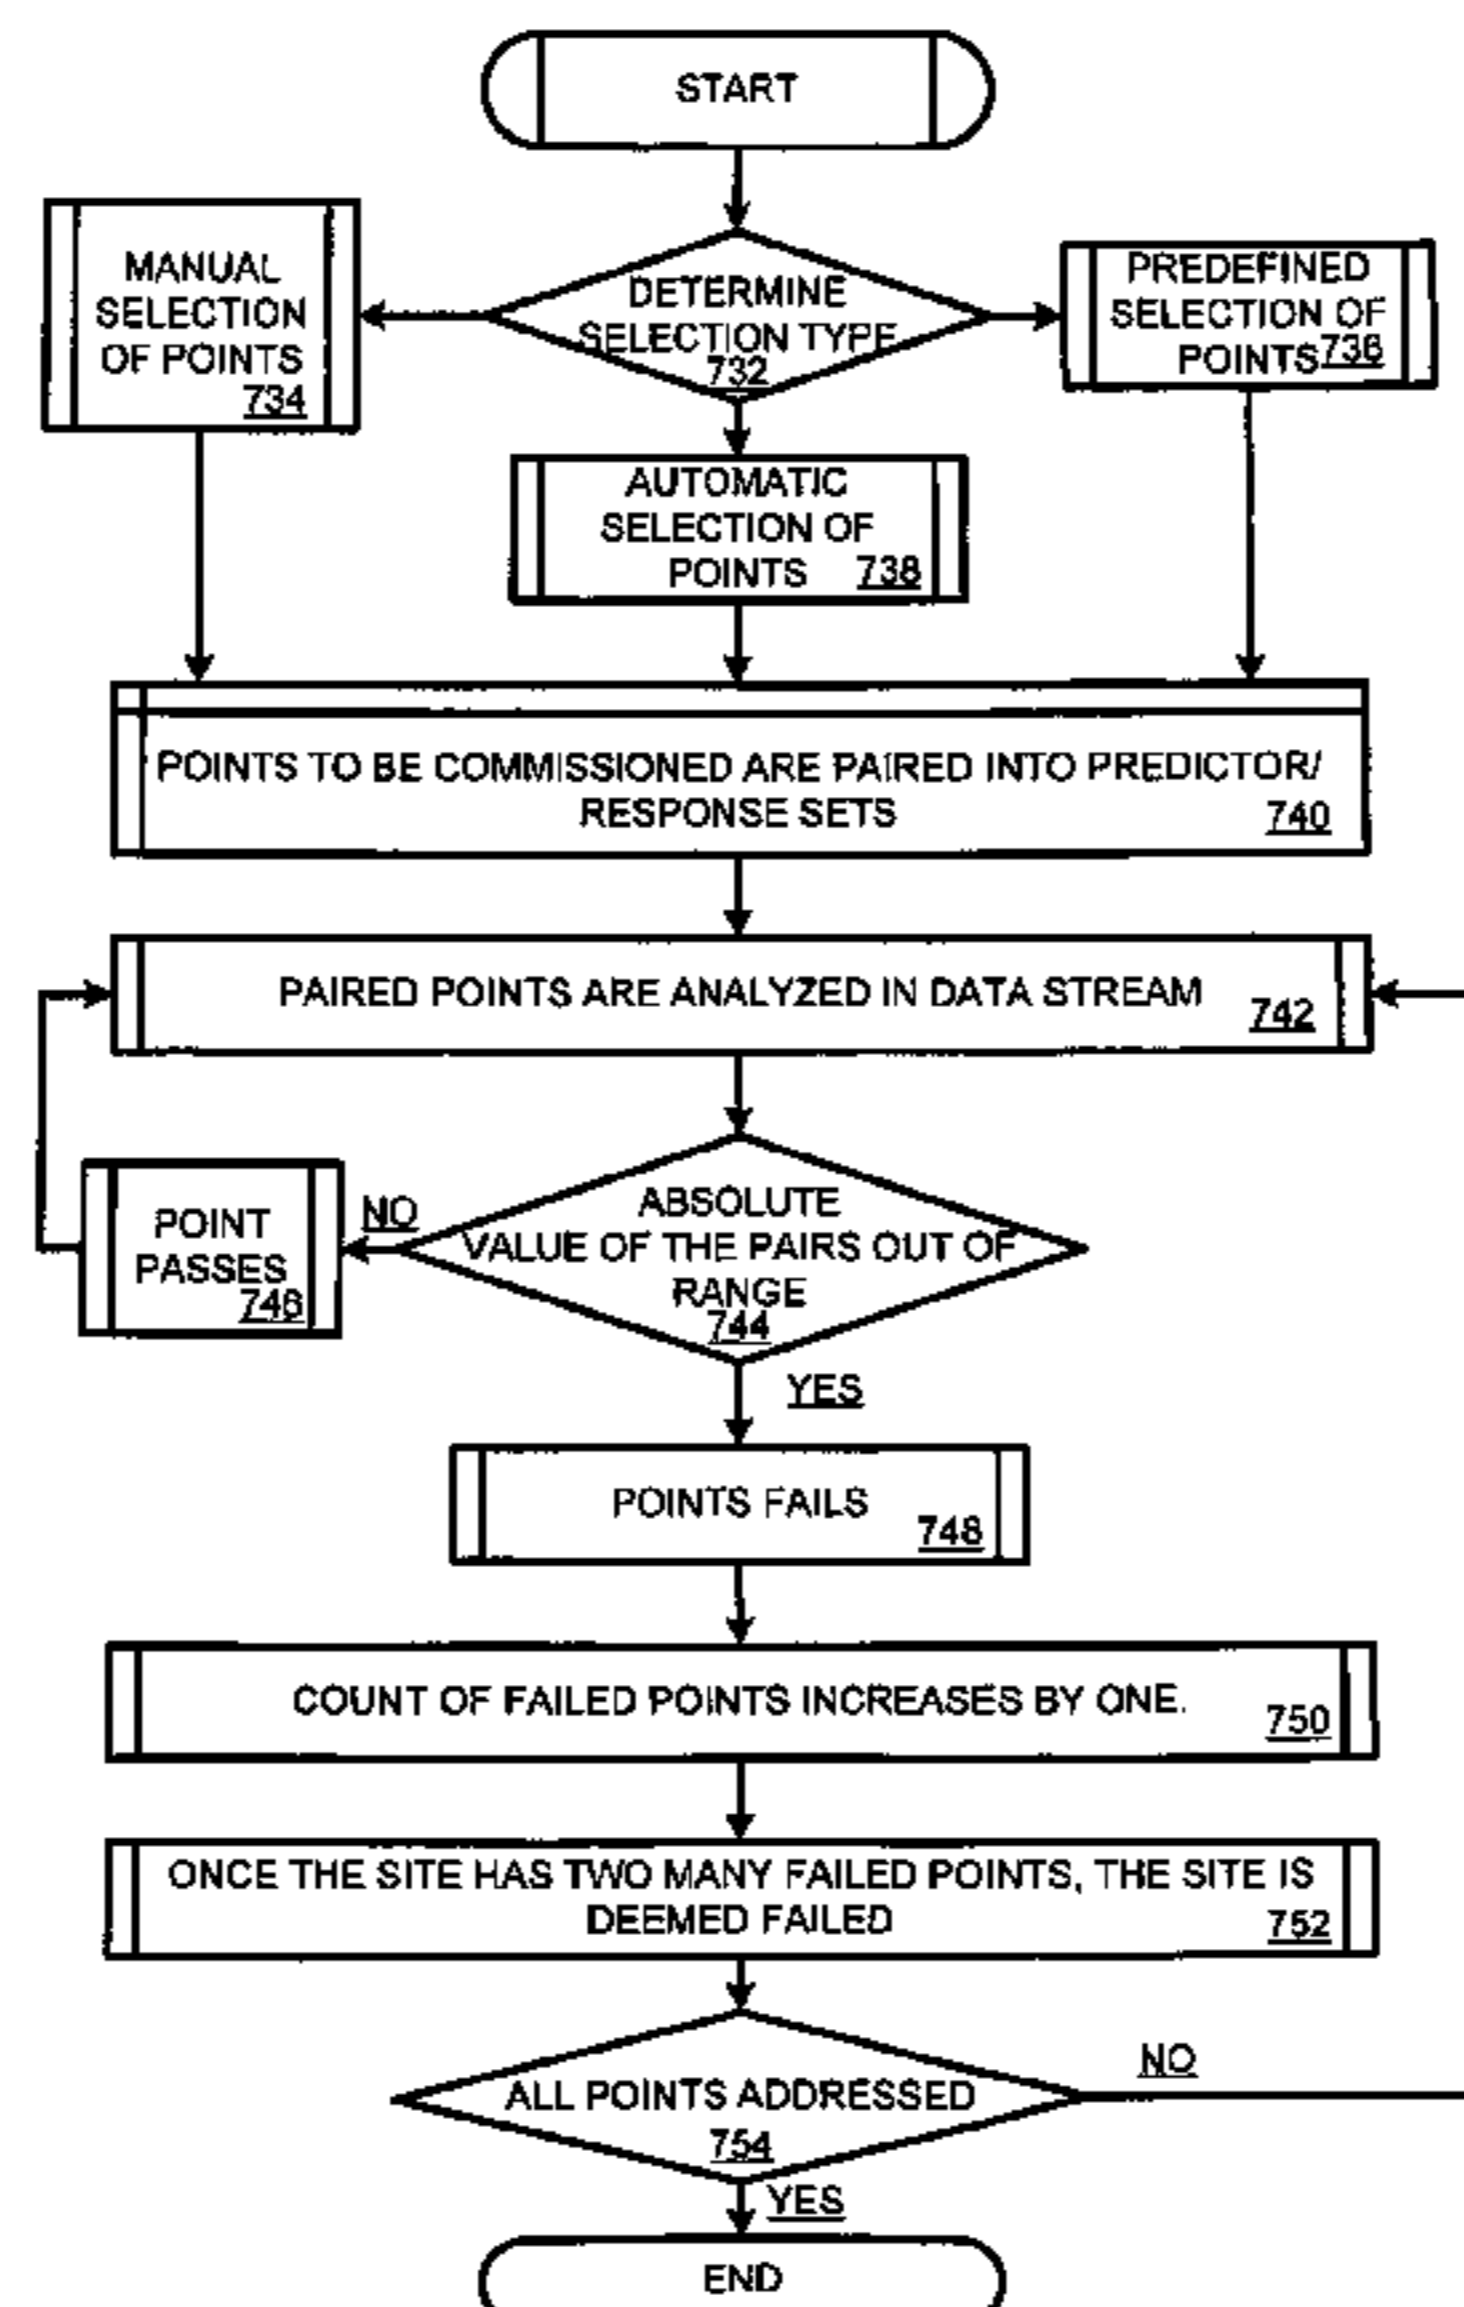 START
DETERMINE
SELECTION TYPE
732
MANUAL
SELECTION
OF POINTS
734
PREDEFINED
SELECTION OF
POINTS 736
AUTOMATIC
SELECTION OF
POINTS 738
POINTS TO BE COMMISSIONED ARE PAIRED INTO PREDICTOR/
RESPONSE SETS
740
PAIRED POINTS ARE ANALYZED IN DATA STREAM
742
ABSOLUTE
VALUE OF THE PAIRS OUT OF
RANGE
744
NO
POINT
PASSES
746
YES
POINTS FAILS
748
COUNT OF FAILED POINTS INCREASES BY ONE.
750
ONCE THE SITE HAS TWO MANY FAILED POINTS, THE SITE IS
DEEMED FAILED
752
ALL POINTS ADDRESSED
754
NO
YES
END